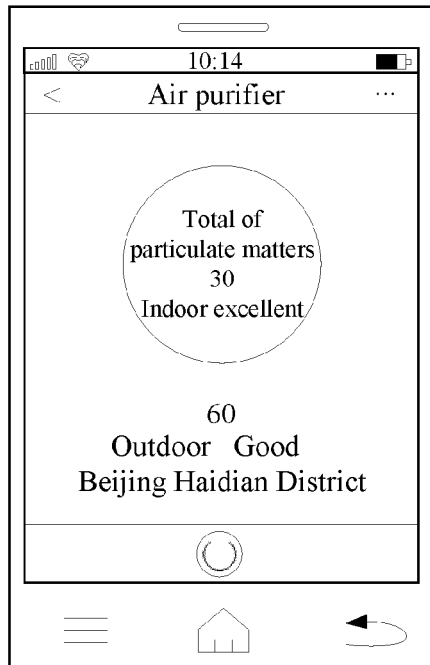 10:14
< Air purifier ...
Total of
particulate matters
30
Indoor excellent
60
Outdoor Good
Beijing Haidian District